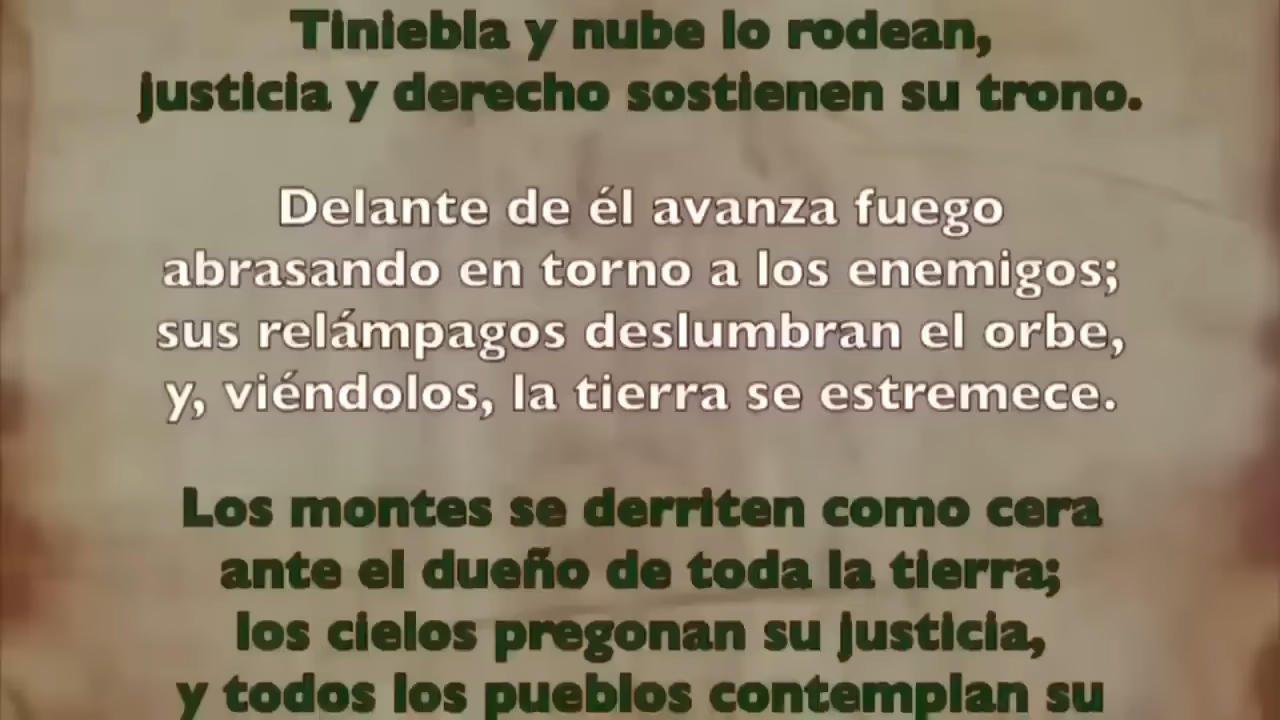 Tiniebla y nube lo rodean,
justicia y derecho sostienen su trono.
Delante de él avanza fuego
abrasando en torno a los enemigos;
sus relámpagos deslumbran el orbe,
y, viéndolos, la tierra se estremece.
Los montes se derriten como cera
ante el dueño de toda la tierra;
los cielos pregonan su justicia,
y todos los pueblos contemplan su